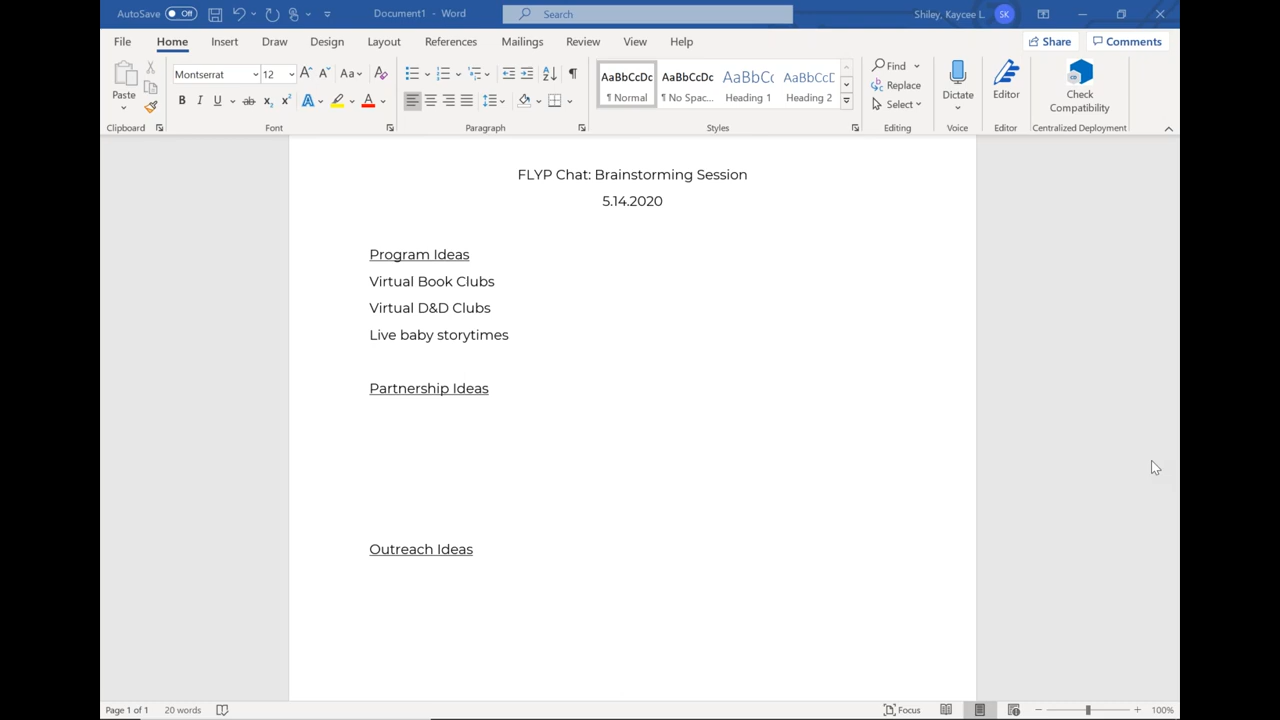 AutoSave Off Document1 - Word Search Shiley, Kaycee L. SK
File Home Insert Draw Design Layout References Mailings Review View Help Share Comments
Paste Montserrat 12 Aa AaBbCcDc AaBbCcDc AaBbCc AaBbCcE Find Replace Select Dictate Editor Check Compatibility
¶ Normal ¶ No Spac... Heading 1 Heading 2
Clipboard Font Paragraph Styles Editing Voice Editor Centralized Deployment
FLYP Chat: Brainstorming Session
5.14.2020
Program Ideas
Virtual Book Clubs
Virtual D&D Clubs
Live baby storytimes
Partnership Ideas
Outreach Ideas
Page 1 of 1 20 words Focus 100%